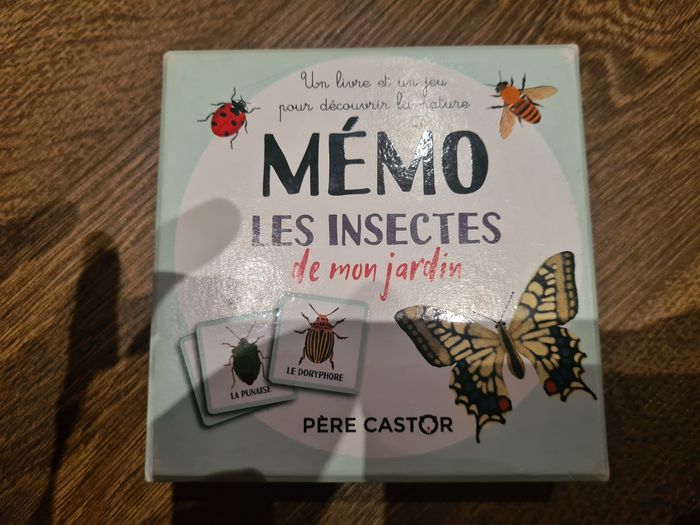 Un livre et un jeu
pour découvrir la nature
MÉMO
LES INSECTES
de mon jardin
LA PUNAISE
LE DORYPHORE
PÈRE CASTOR